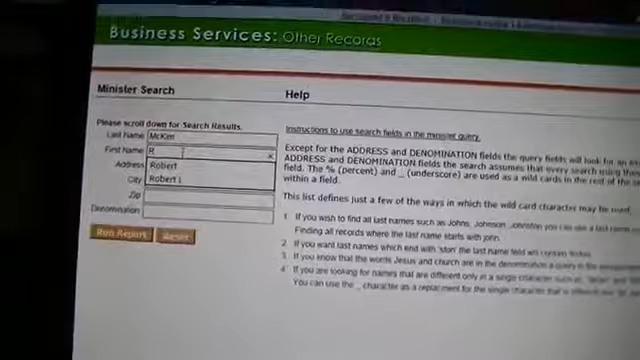 Business Services: Other Records
Minister Search
Help
Please scroll down for Search Results.
Last Name McKim
First Name R
Address Robert
City Robert
Zip
Denomination
Run Report Reset
Instructions to use search fields in the minister query.
Except for the ADDRESS and DENOMINATION fields the query fields will look for an
ADDRESS and DENOMINATION fields the search assumes that every search using
field. The % (percent) and _ (underscore) are used as a wild cards in the rest of the
within a field.
This list defines just a few of the ways in which the wild card character may be used.
1 If you wish to find all last names such as Johns, Johnson, Johnston you can use a last name
Finding all records where the last name starts with john.
2 If you want last names which end with 'ston' the last name field will contain
3 If you know that the words Jesus and church are in the denomination a query in the
4 If you are looking for names that are different only in a single character such as
You can use the _ character as a replacment for the single character that is different